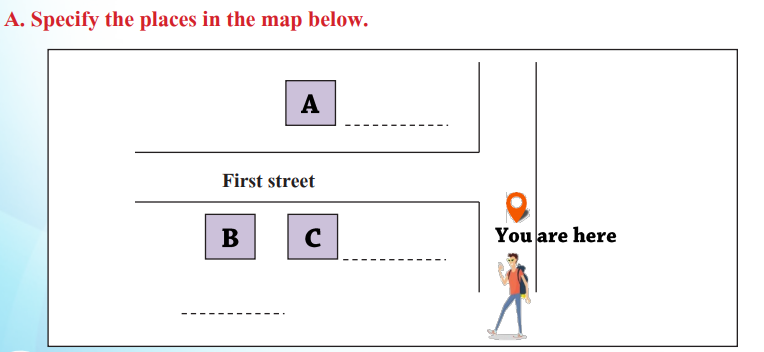 A. Specify the places in the map below.
A
First street
B
C
You are here